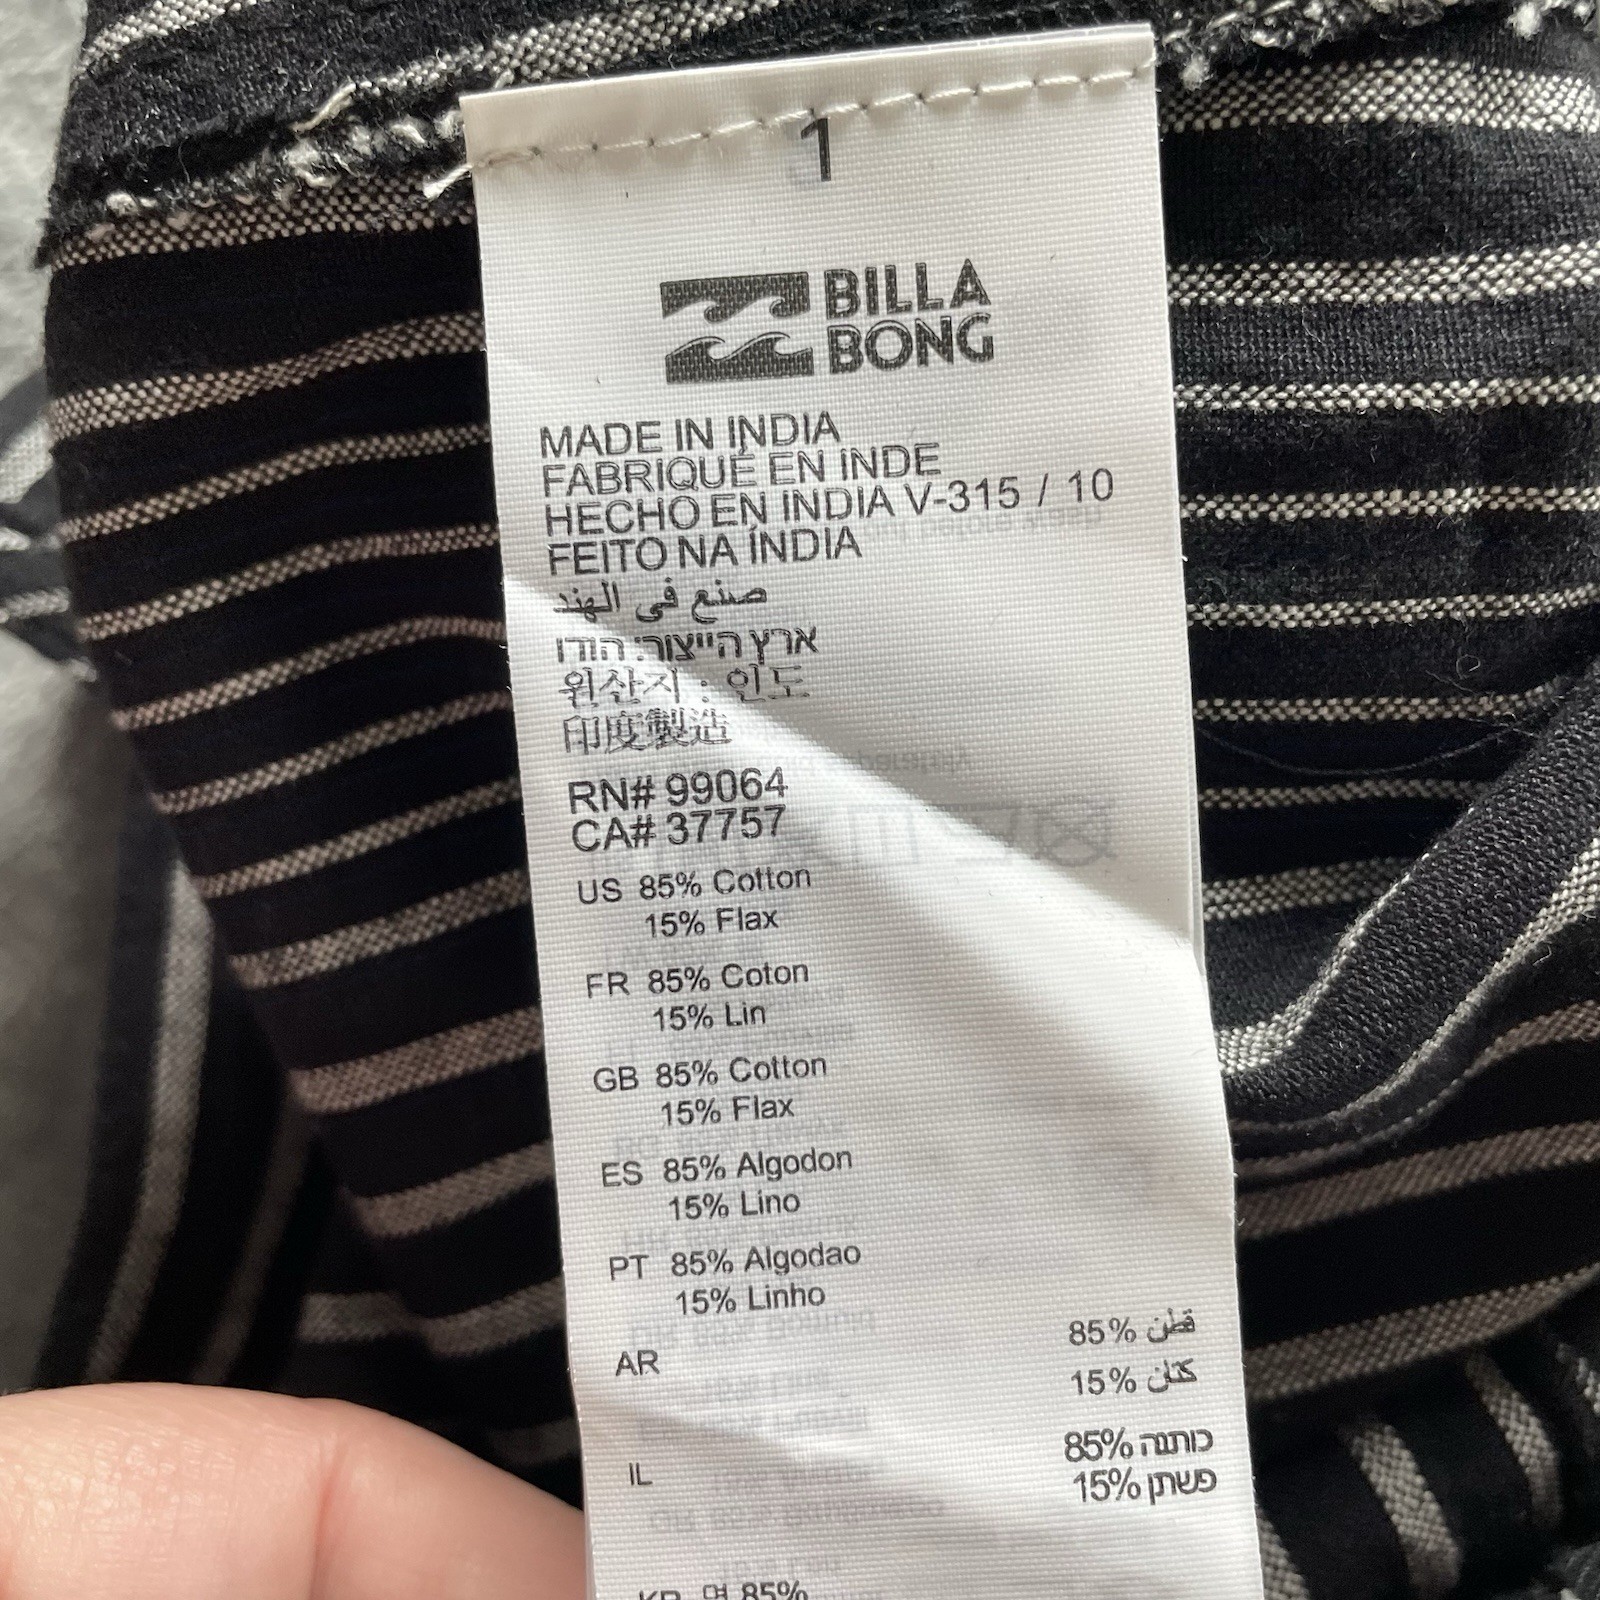 1
BILLA
BONG
MADE IN INDIA
FABRIQUÉ EN INDE
HECHO EN INDIA V-315 / 10
FEITO NA ÍNDIA
صنع في الهند
ארץ הייצור: הודו
원산지 : 인도
印度製造
RN# 99064
CA# 37757
US 85% Cotton
15% Flax
FR 85% Coton
15% Lin
GB 85% Cotton
15% Flax
ES 85% Algodon
15% Lino
PT 85% Algodao
15% Linho
AR 85% قطن
15% كتان
IL 85% כותנה
15% פשתן
KR 면 85%